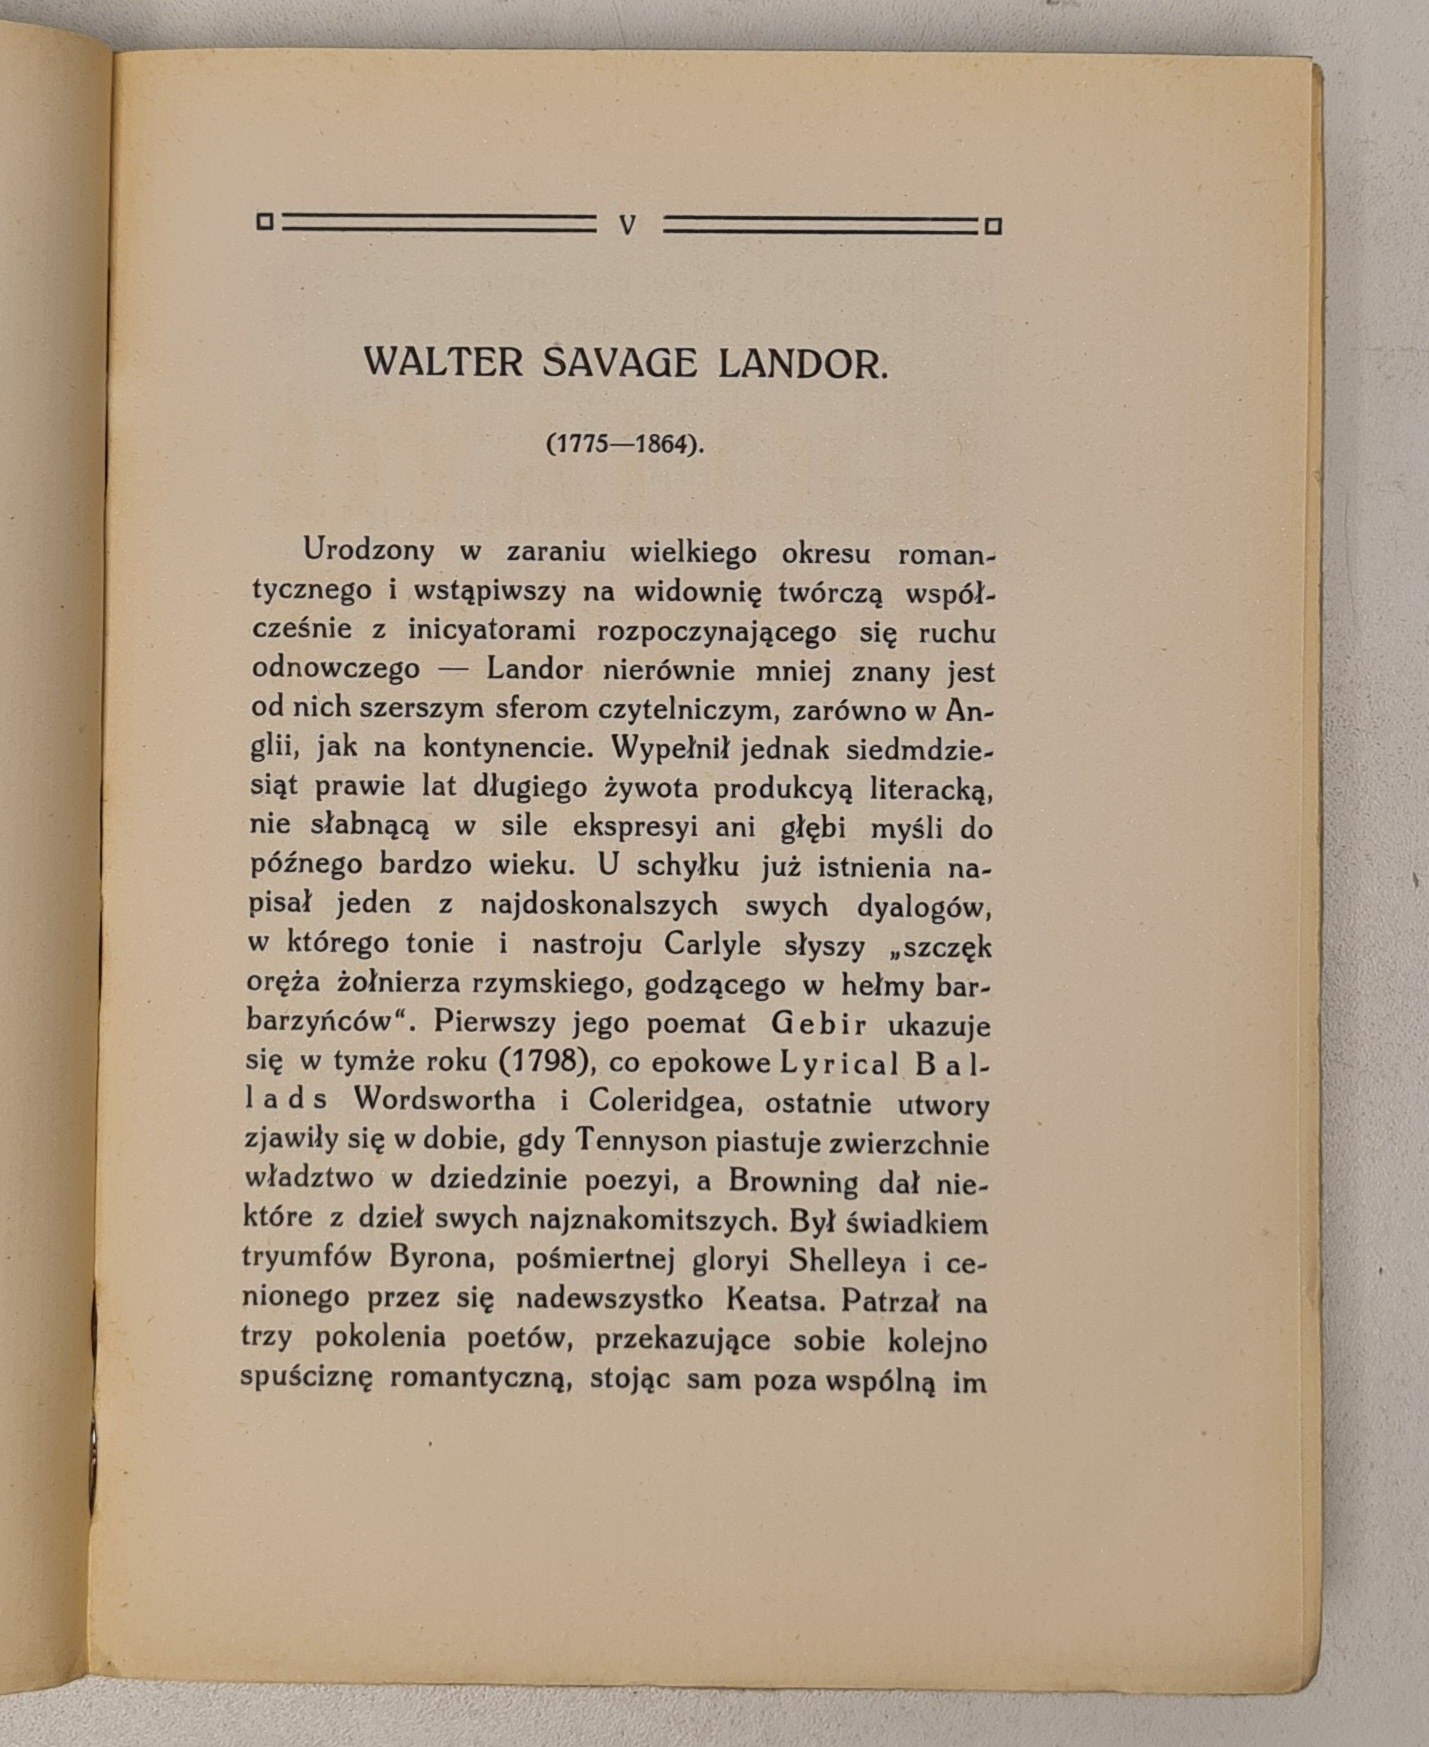 V
WALTER SAVAGE LANDOR.
(1775—1864).
Urodzony w zaraniu wielkiego okresu roman-
tycznego i wstąpiwszy na widownię twórczą współ-
cześnie z inicyatorami rozpoczynającego się ruchu
odnowczego — Landor nierównie mniej znany jest
od nich szerszym sferom czytelniczym, zarówno w An-
glii, jak na kontynencie. Wypełnił jednak siedmdzie-
siąt prawie lat długiego żywota produkcyą literacką,
nie słabnącą w sile ekspresyi ani głębi myśli do
późnego bardzo wieku. U schyłku już istnienia na-
pisał jeden z najdoskonalszych swych dyalogów,
w którego tonie i nastroju Carlyle słyszy „szczęk
oręża żołnierza rzymskiego, godzącego w hełmy bar-
barzyńców“. Pierwszy jego poemat Gebir ukazuje
się w tymże roku (1798), co epokowe Lyrical Bal-
lads Wordswortha i Coleridgea, ostatnie utwory
zjawiły się w dobie, gdy Tennyson piastuje zwierzchnie
władztwo w dziedzinie poezyi, a Browning dał nie-
które z dzieł swych najznakomitszych. Był świadkiem
tryumfów Byrona, pośmiertnej gloryi Shelleya i ce-
nionego przez się nadewszystko Keatsa. Patrzał na
trzy pokolenia poetów, przekazujące sobie kolejno
spuściznę romantyczną, stojąc sam poza wspólną im